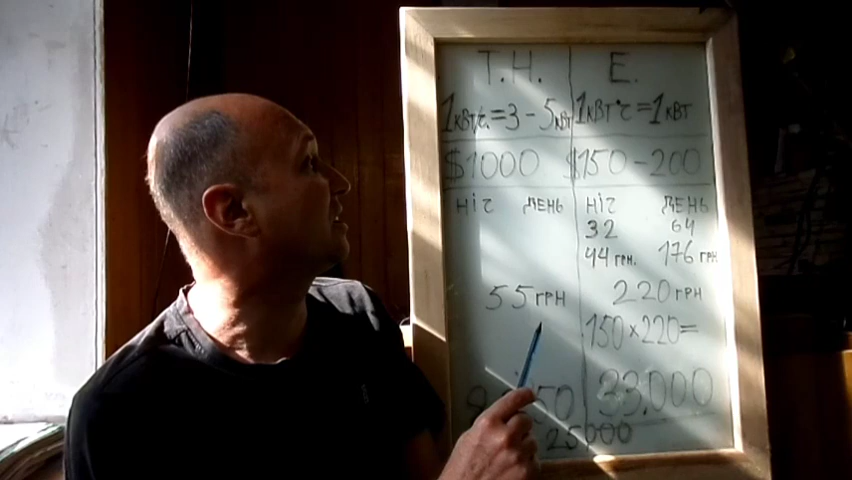 Т.Н. Е.
1кВт/г.=3-5кВт 1кВт*г=1кВт
$1000 $150-200
НІЧ ДЕНЬ НІЧ ДЕНЬ
32 64
44 грн. 176 грн
55 грн 220 грн
150×220=
33.000
25000